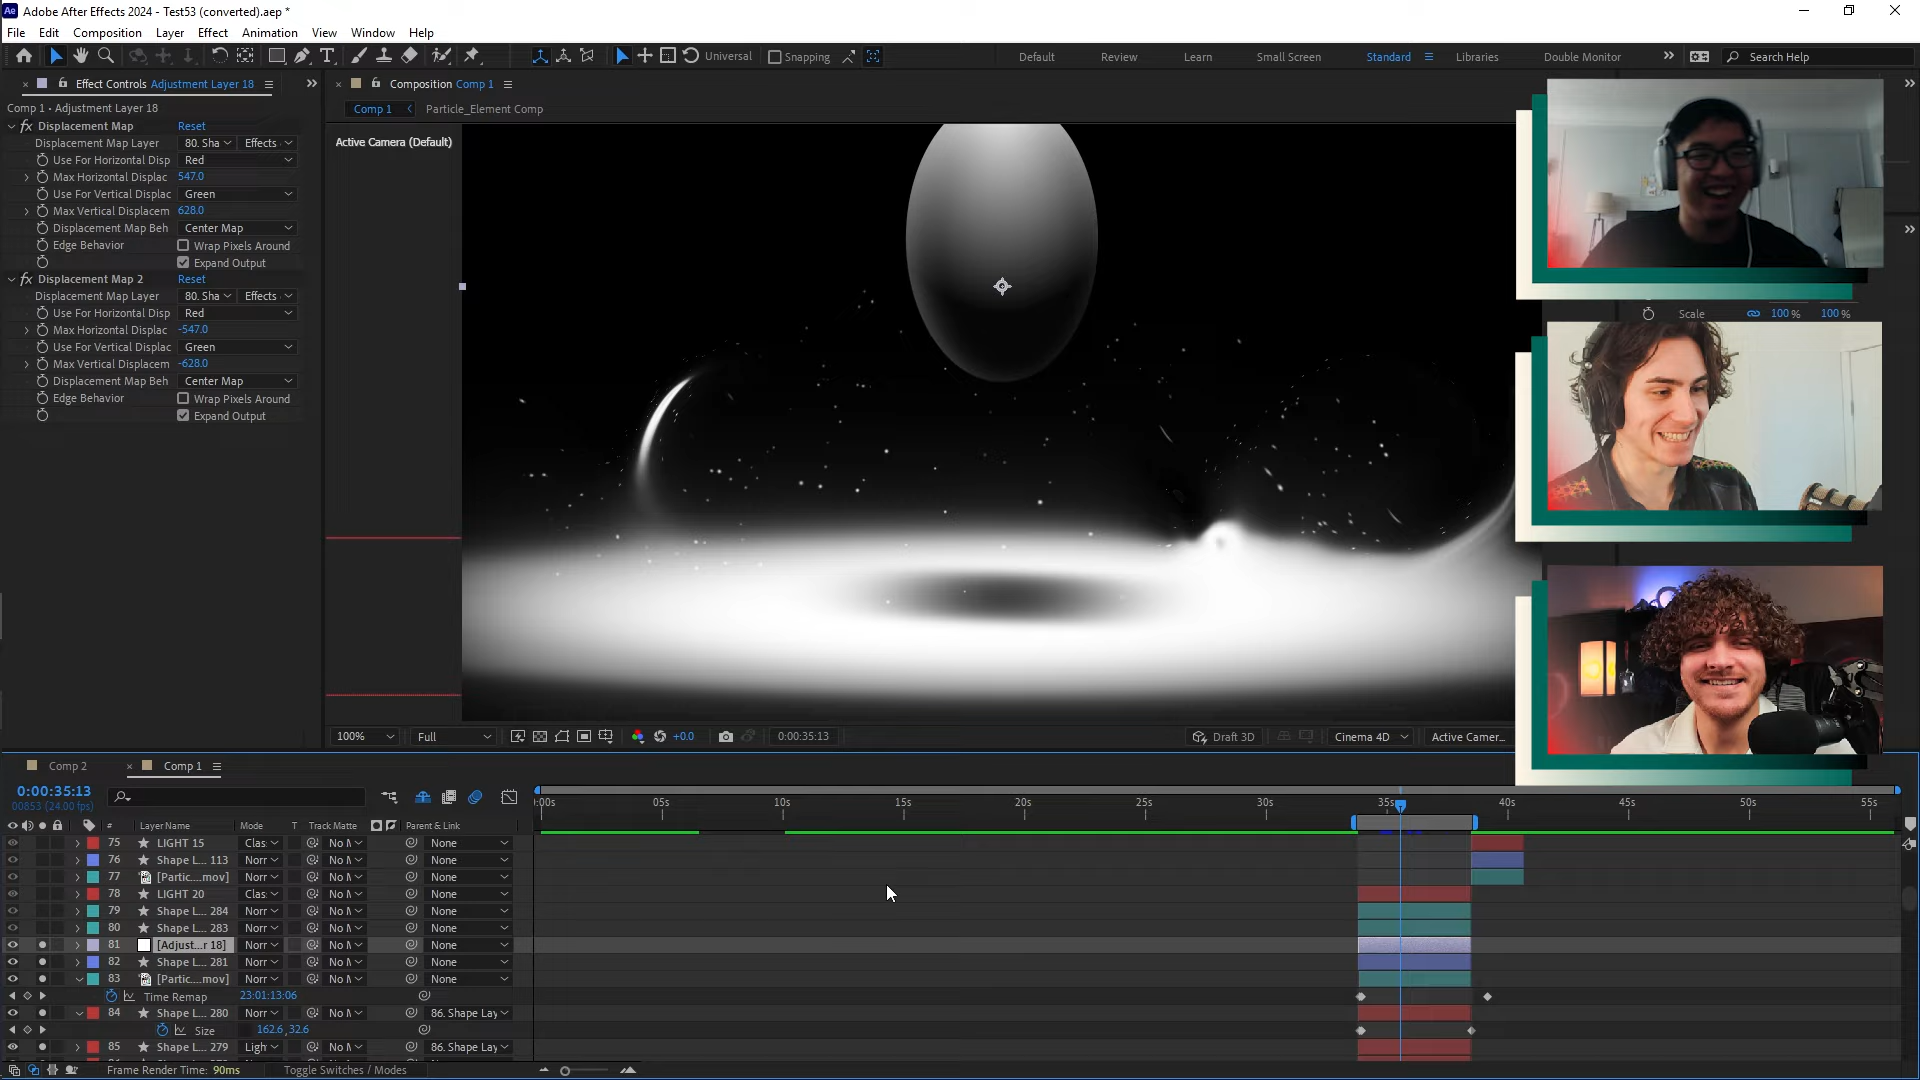 Adobe After Effects 2024 - Test53 (converted).aep *
File Edit Composition Layer Effect Animation View Window Help
Universal Snapping Default Review Learn Small Screen Standard Libraries Double Monitor Search Help
Effect Controls Adjustment Layer 18
Composition Comp 1
Comp 1 • Adjustment Layer 18
Comp 1 Particle_Element Comp
Active Camera (Default)
fx Displacement Map Reset
Displacement Map Layer 80. Sha Effects
Use For Horizontal Disp Red
Max Horizontal Displac 547.0
Use For Vertical Displac Green
Max Vertical Displacem 628.0
Displacement Map Beh Center Map
Edge Behavior Wrap Pixels Around
Expand Output
fx Displacement Map 2 Reset
Displacement Map Layer 80. Sha Effects
Use For Horizontal Disp Red
Max Horizontal Displac -547.0
Use For Vertical Displac Green
Max Vertical Displacem -628.0
Displacement Map Beh Center Map
Edge Behavior Wrap Pixels Around
Expand Output
Scale 100 % 100 %
100% Full +0.0 0:00:35:13 Draft 3D Cinema 4D Active Camer...
Comp 2 Comp 1
0:00:35:13
00853 (24.00 fps)
:00s 05s 10s 15s 20s 25s 30s 35s 40s 45s 50s 55s
# Layer Name Mode T Track Matte Parent & Link
75 LIGHT 15 Clas No M None
76 Shape L... 113 Norr No M None
77 [Partic....mov] Norr No M None
78 LIGHT 20 Clas No M None
79 Shape L... 284 Norr No M None
80 Shape L... 283 Norr No M None
81 [Adjust...r 18] Norr No M None
82 Shape L... 281 Norr No M None
83 [Partic....mov] Norr No M None
Time Remap 23:01:13:06
84 Shape L... 280 Norr No M 86. Shape Lay
Size 162.6,32.6
85 Shape L... 279 Ligh No M 86. Shape Lay
Frame Render Time: 90ms Toggle Switches / Modes